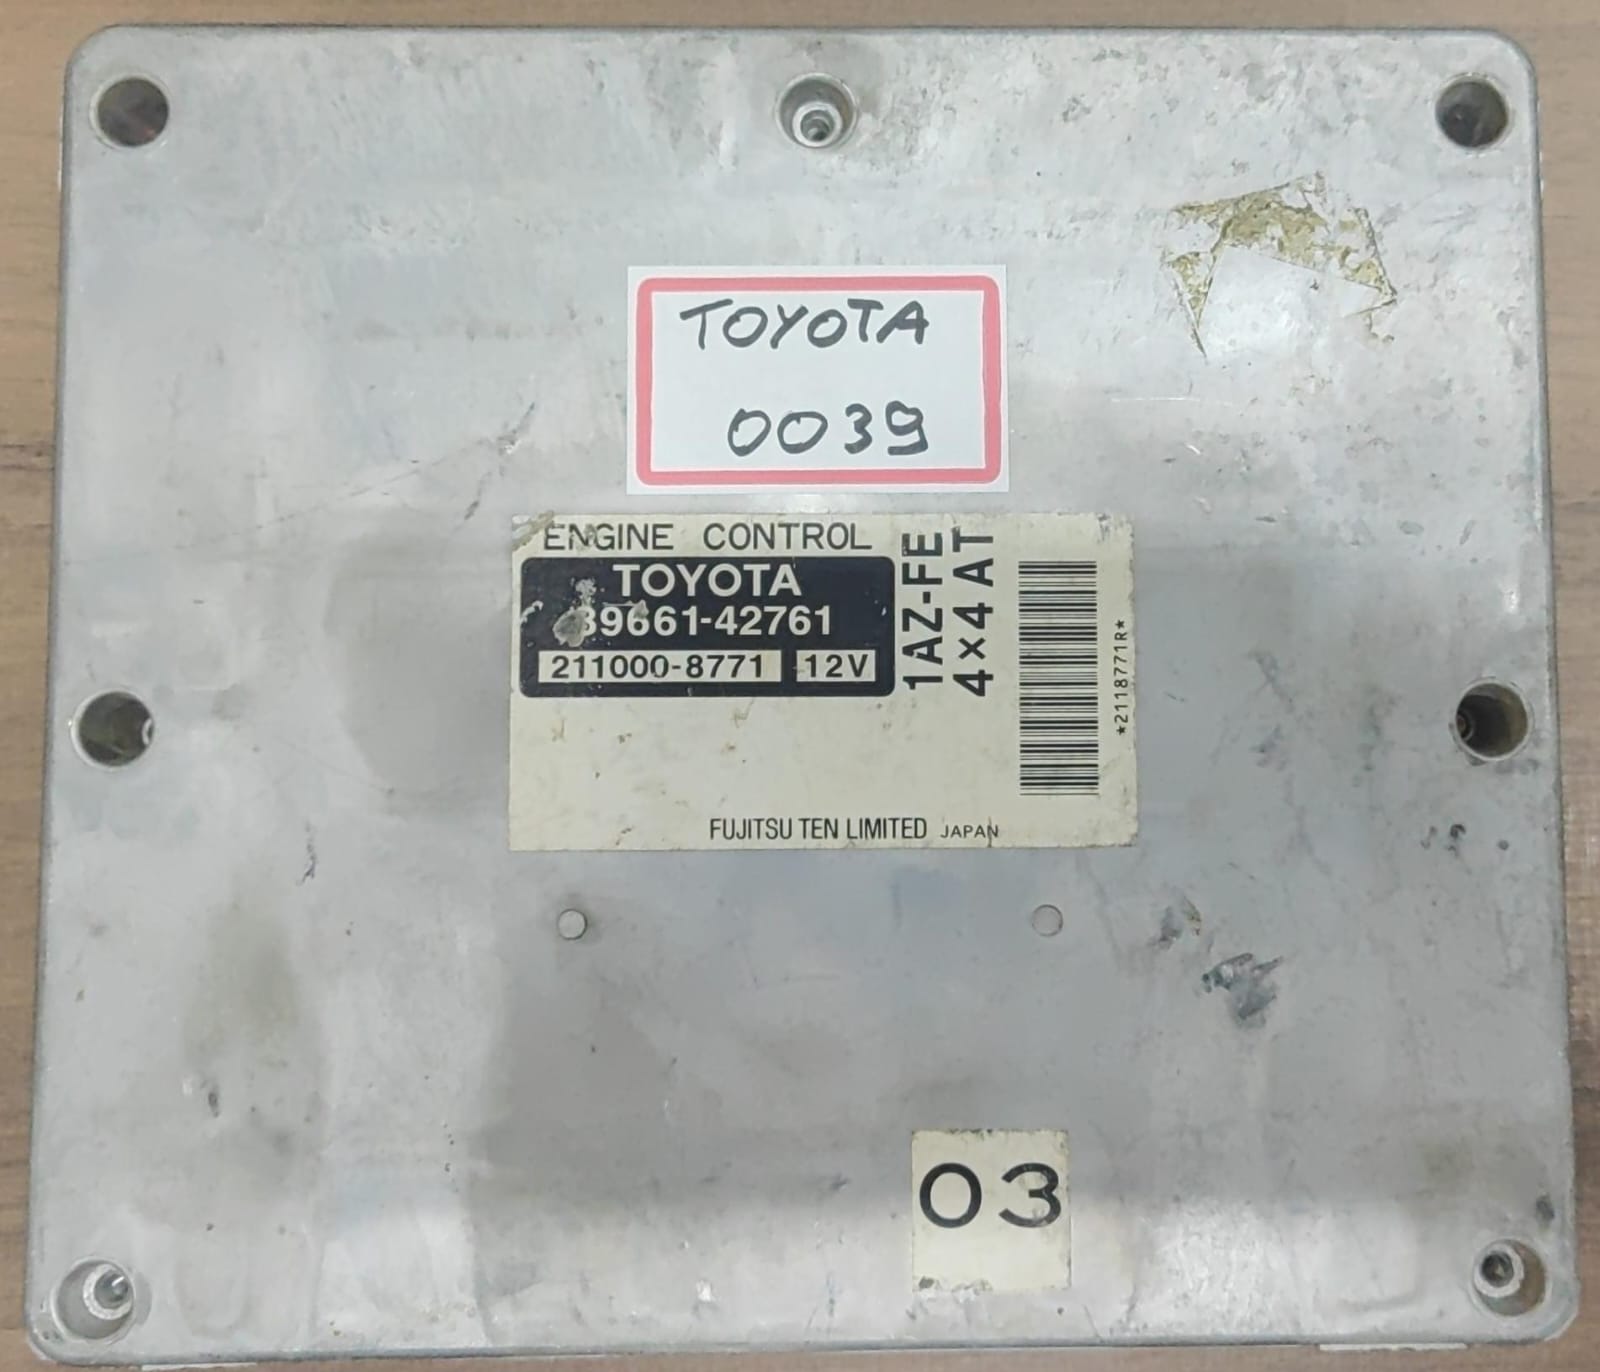 TOYOTA
0039
ENGINE CONTROL
TOYOTA
89661-42761
211000-8771 12V
1AZ-FE
4×4 AT
*2118771R*
FUJITSU TEN LIMITED JAPAN
03